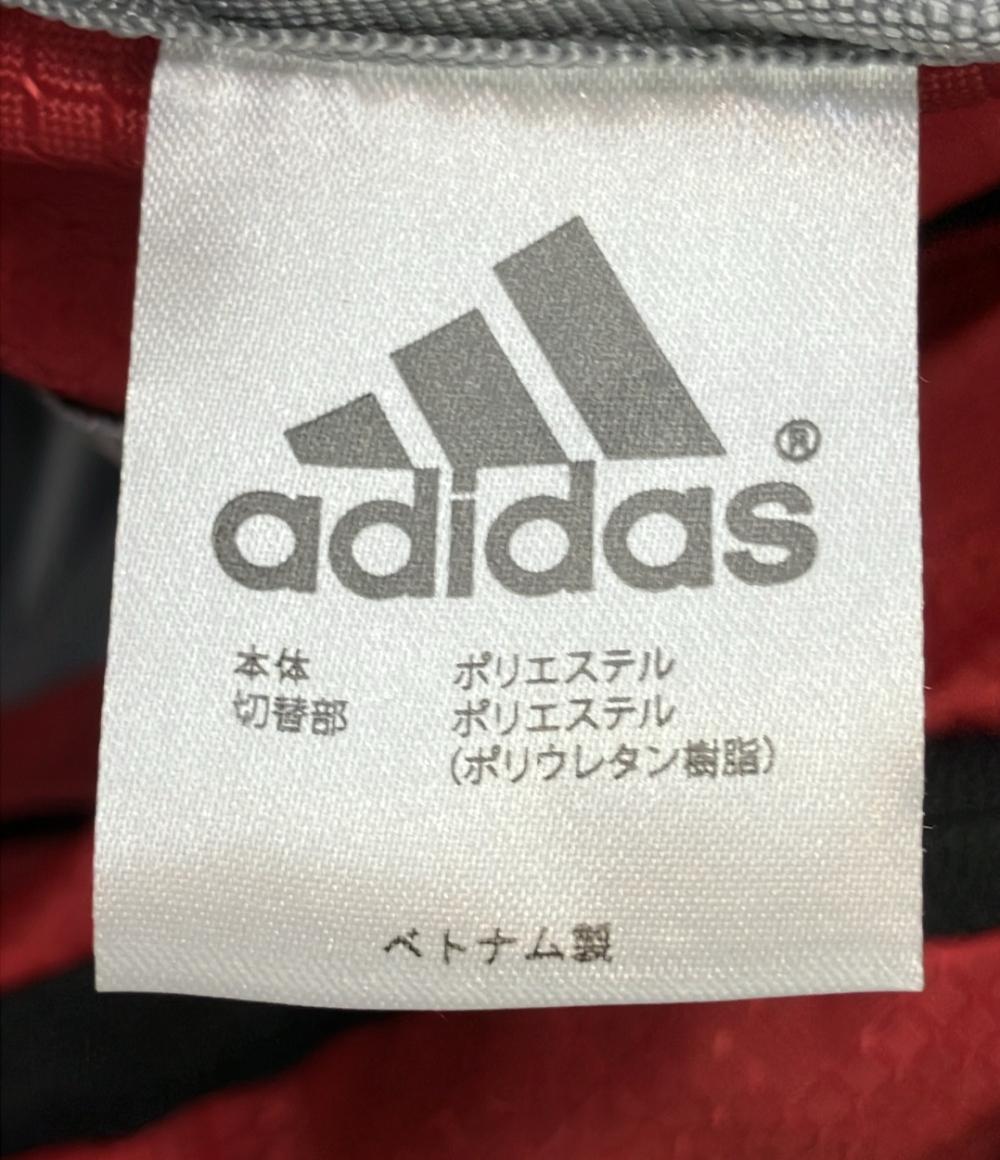 adidas®
本体 ポリエステル
切替部 ポリエステル
(ポリウレタン樹脂)
ベトナム製